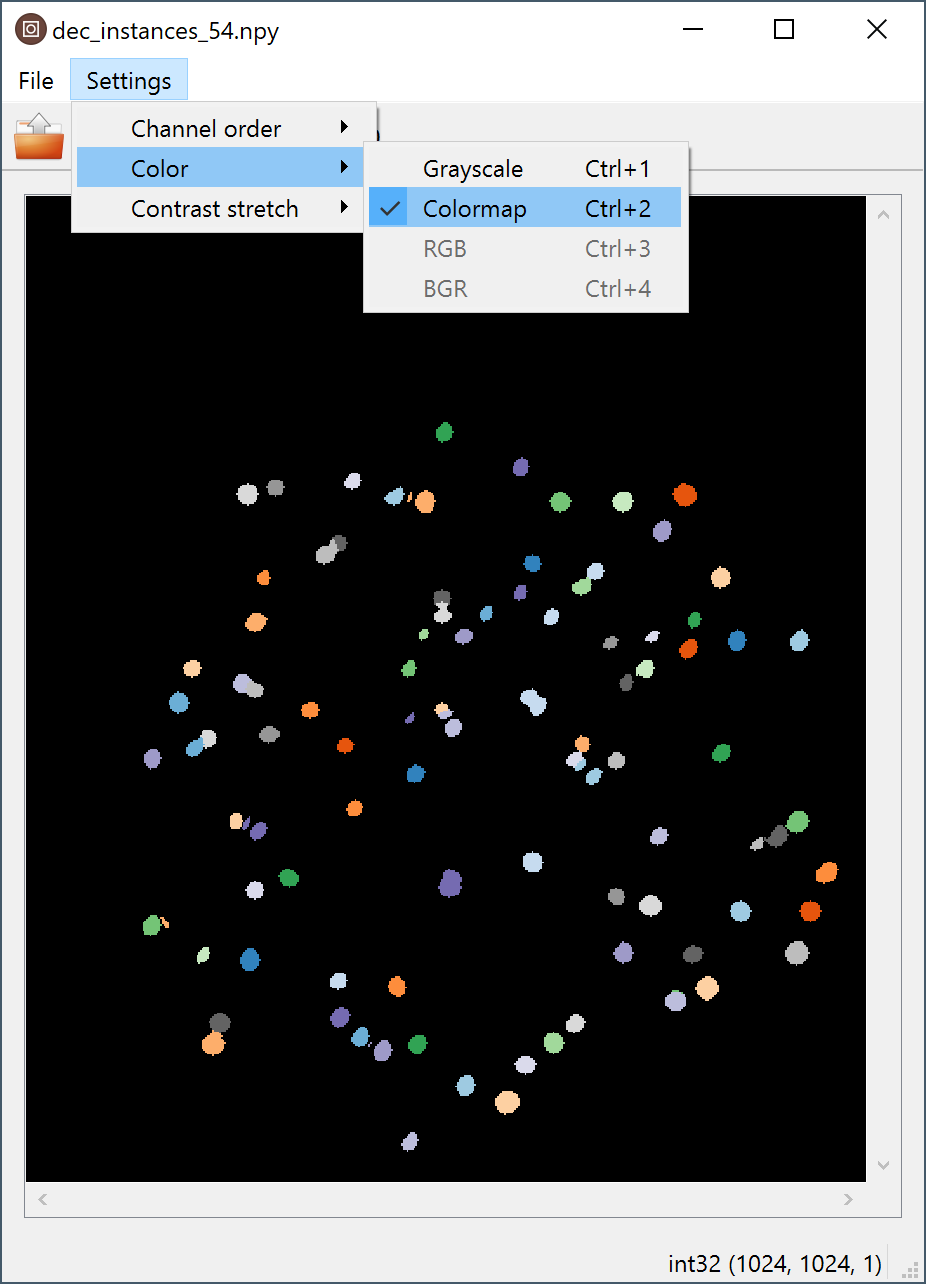 dec_instances_54.npy
File Settings
Channel order
Color
Contrast stretch
Grayscale Ctrl+1
Colormap Ctrl+2
RGB Ctrl+3
BGR Ctrl+4
int32 (1024, 1024, 1)